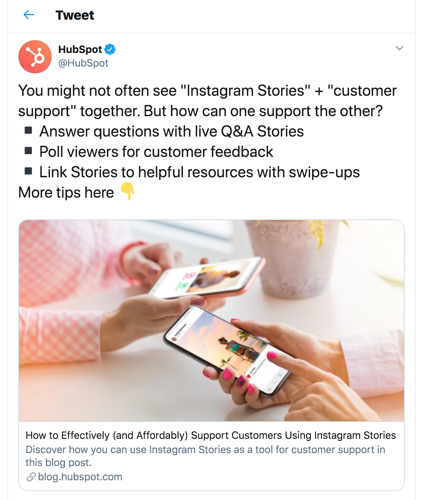 Tweet
HubSpot
@HubSpot
You might not often see "Instagram Stories" + "customer
support" together. But how can one support the other?
▪ Answer questions with live Q&A Stories
▪ Poll viewers for customer feedback
▪ Link Stories to helpful resources with swipe-ups
More tips here 👇
How to Effectively (and Affordably) Support Customers Using Instagram Stories
Discover how you can use Instagram Stories as a tool for customer support in
this blog post.
blog.hubspot.com